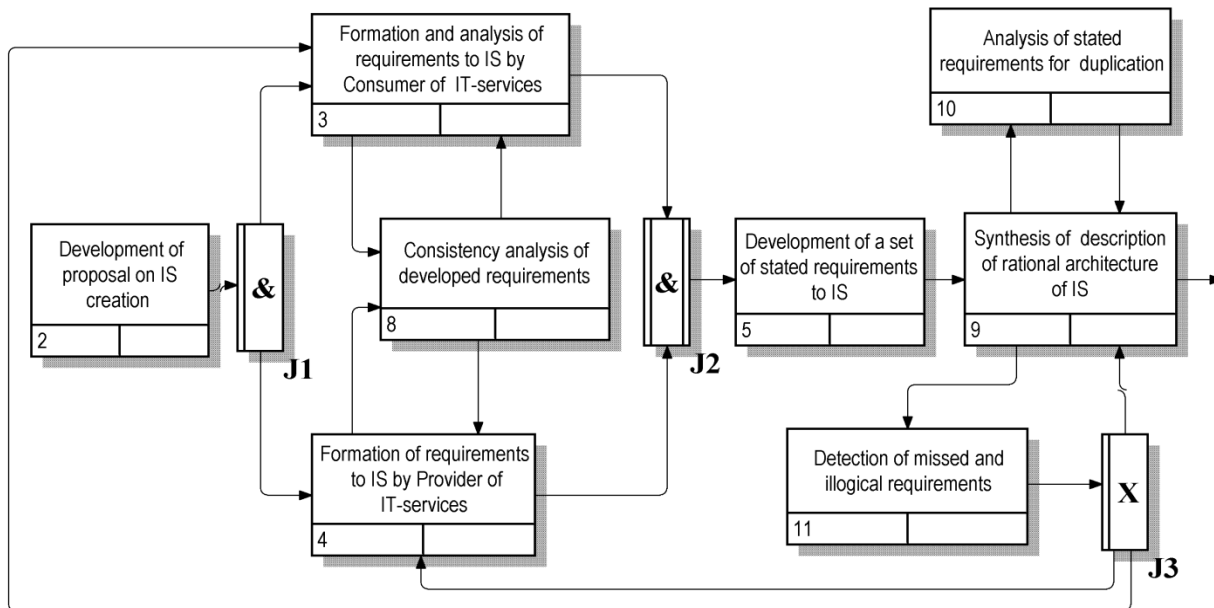 Formation and analysis of
requirements to IS by
Consumer of IT-services
3
Analysis of stated
requirements for duplication
10
Development of
proposal on IS
creation
2
&
J1
Consistency analysis of
developed requirements
8
&
J2
Development of a set
of stated requirements
to IS
5
Synthesis of description
of rational architecture
of IS
9
Formation of requirements
to IS by Provider of
IT-services
4
Detection of missed and
illogical requirements
11
X
J3